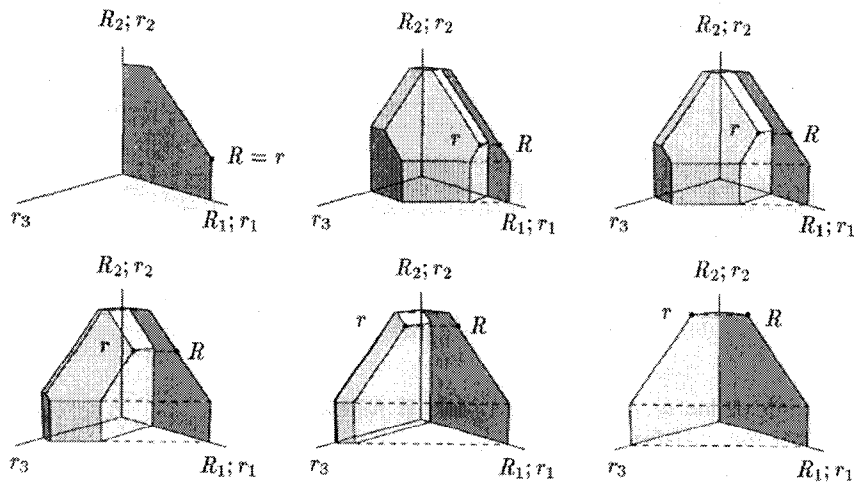 R₂; r₂ R₂; r₂ R₂; r₂
R = r r R r R
r₃ R₁; r₁ r₃ R₁; r₁ r₃ R₁; r₁
R₂; r₂ R₂; r₂ R₂; r₂
r R r R r R
r₃ R₁; r₁ r₃ R₁; r₁ r₃ R₁; r₁